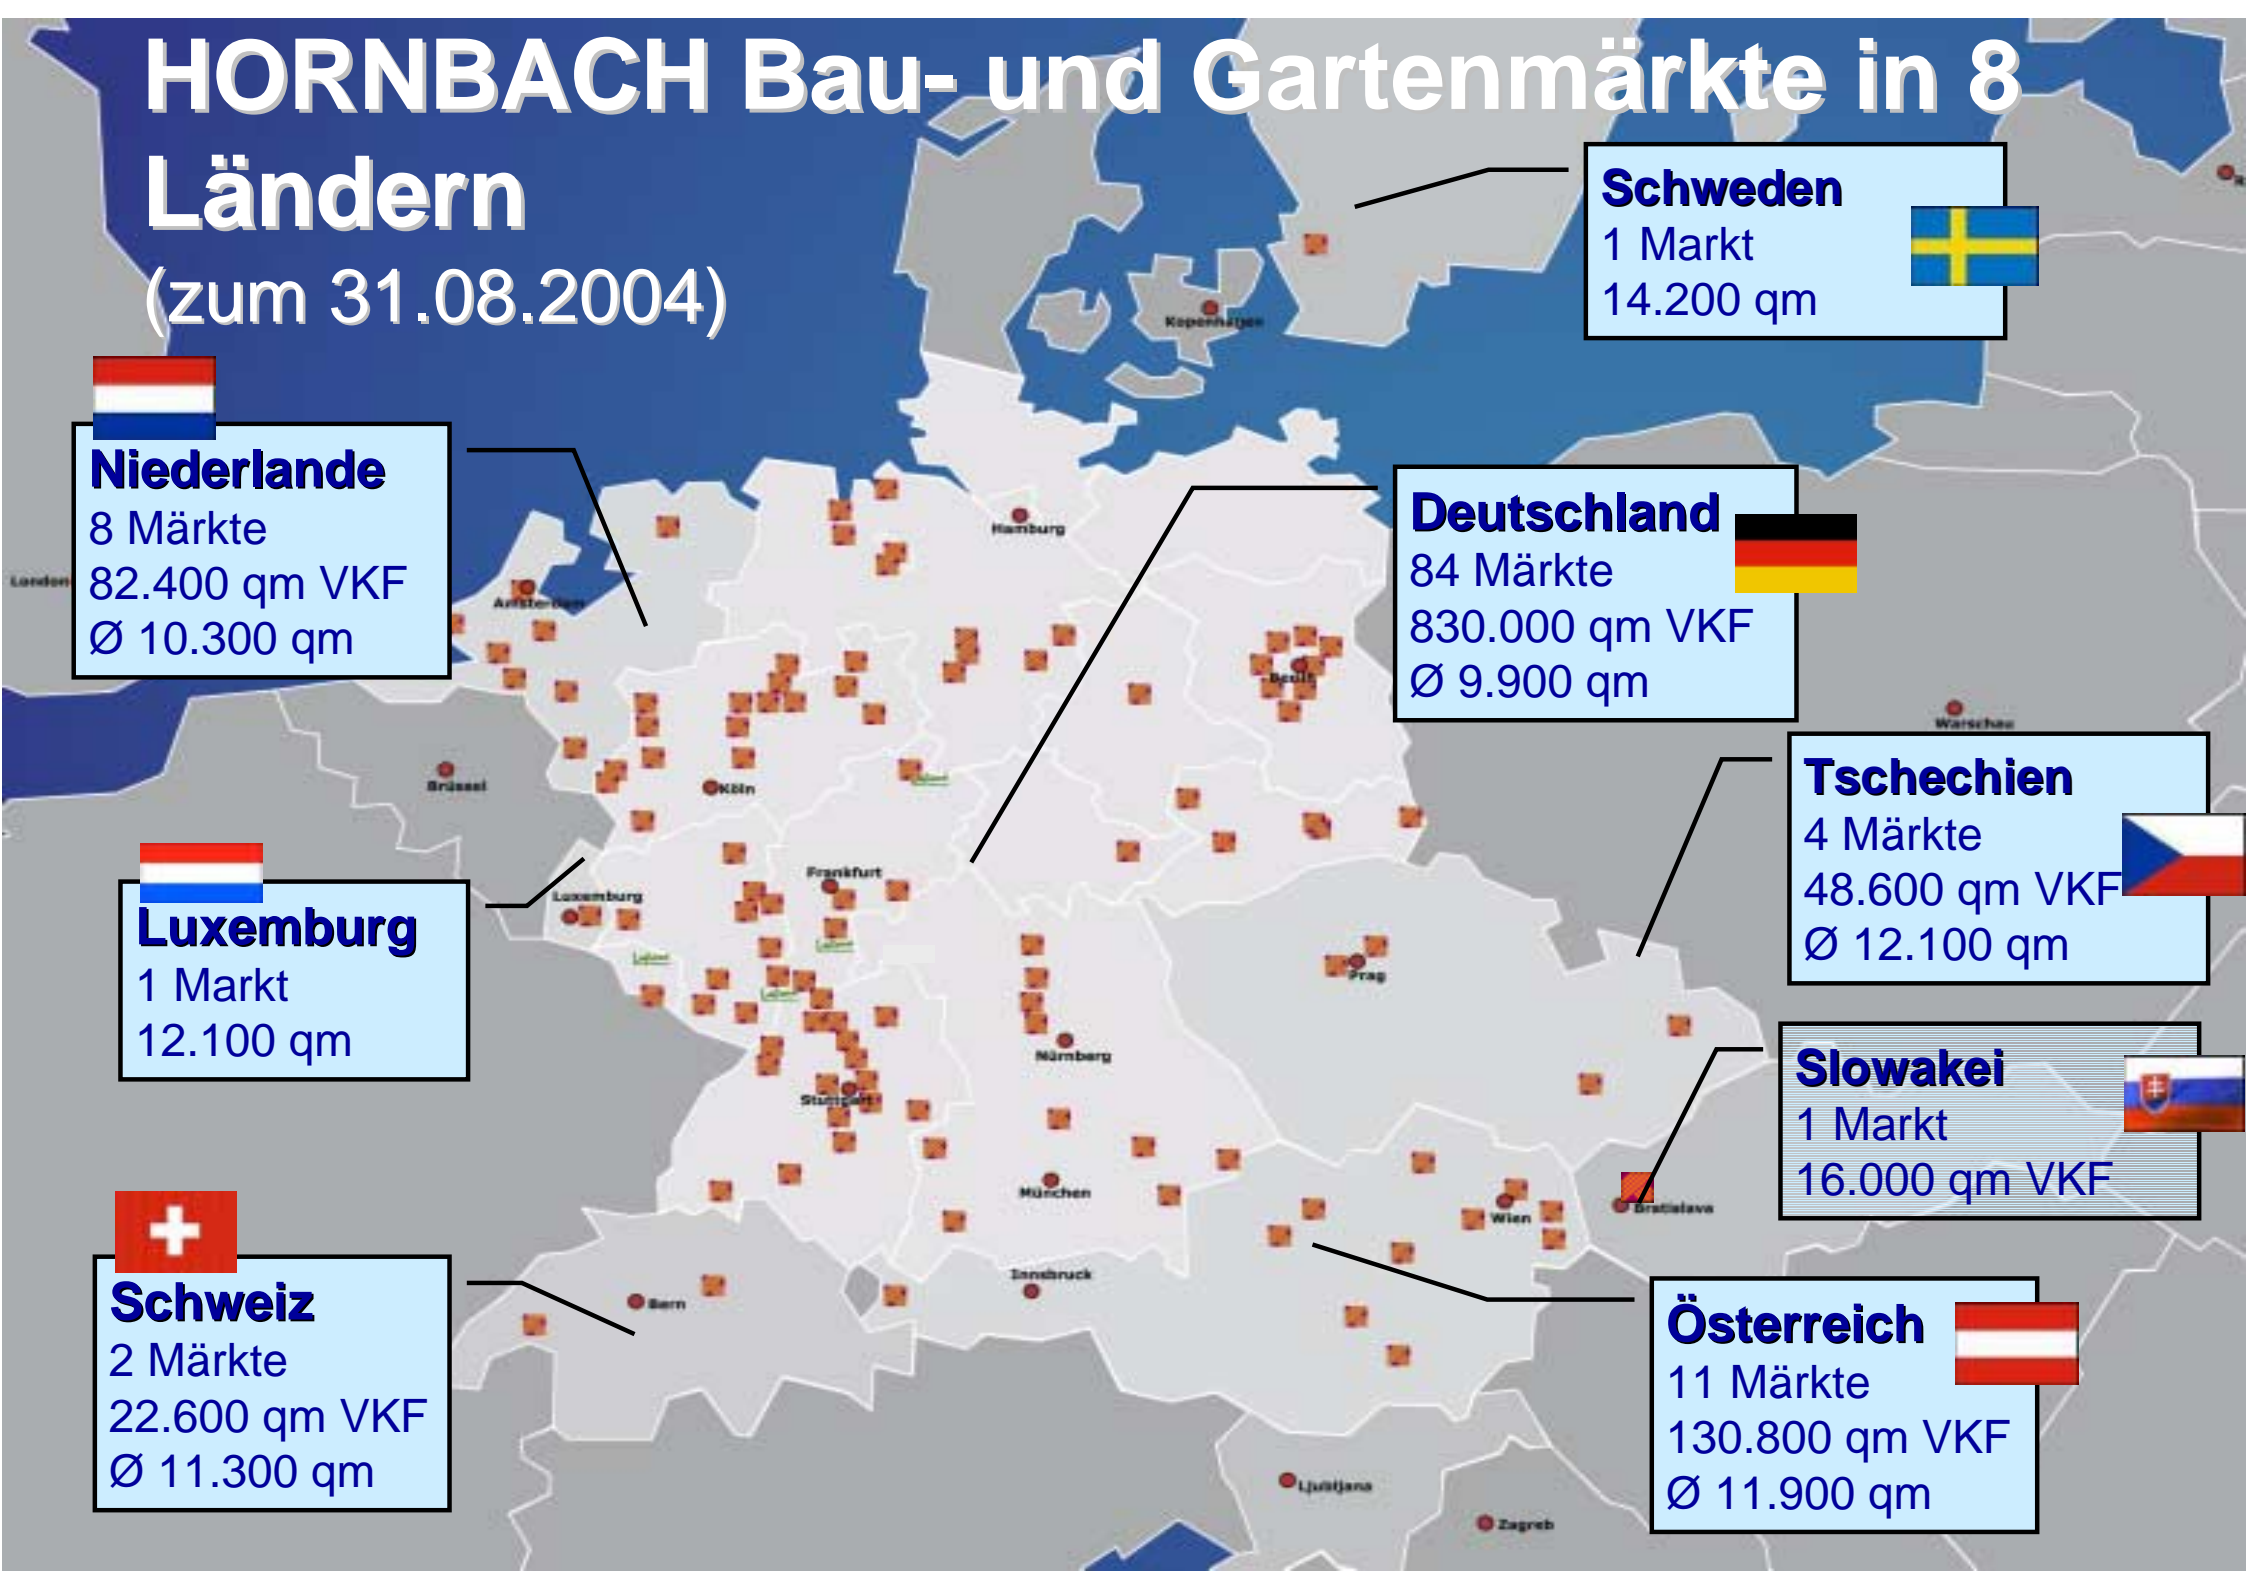 HORNBACH Bau- und Gartenmärkte in 8
Ländern
(zum 31.08.2004)
Schweden
1 Markt
14.200 qm
Kopenhagen
Niederlande
8 Märkte
82.400 qm VKF
Ø 10.300 qm
London
Amsterdam
Hamburg
Deutschland
84 Märkte
830.000 qm VKF
Ø 9.900 qm
Berlin
Warschau
Brüssel
Köln
Tschechien
4 Märkte
48.600 qm VKF
Ø 12.100 qm
Luxemburg
1 Markt
12.100 qm
Luxemburg
Frankfurt
Prag
Nürnberg
Stuttgart
Slowakei
1 Markt
16.000 qm VKF
München
Wien
Bratislava
Schweiz
2 Märkte
22.600 qm VKF
Ø 11.300 qm
Bern
Innsbruck
Österreich
11 Märkte
130.800 qm VKF
Ø 11.900 qm
Ljubljana
Zagreb